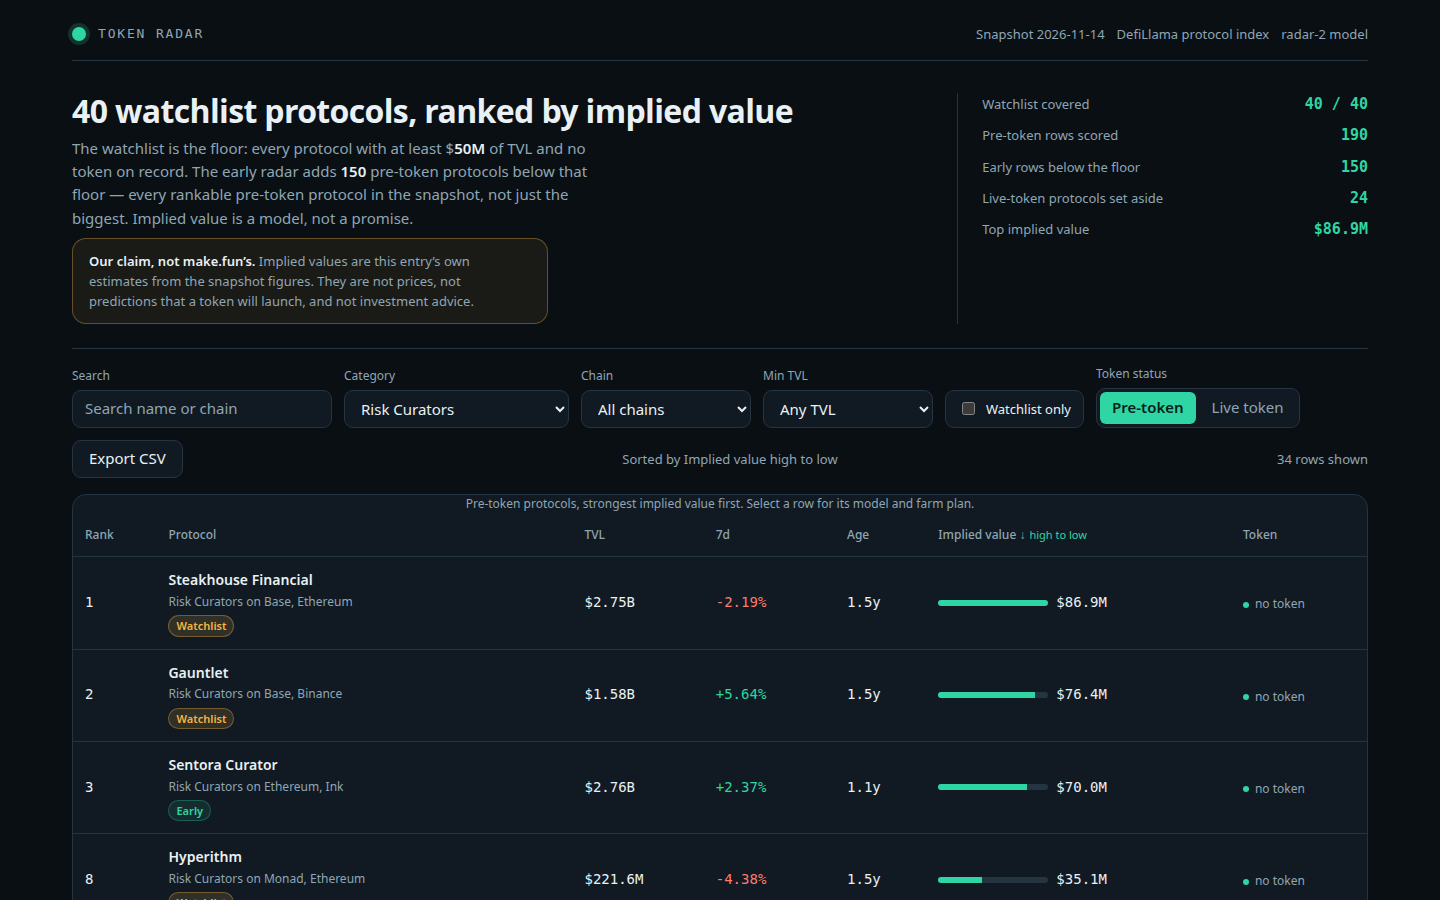 TOKEN RADAR
Snapshot 2026-11-14 DefiLlama protocol index radar-2 model
40 watchlist protocols, ranked by implied value
The watchlist is the floor: every protocol with at least $50M of TVL and no
token on record. The early radar adds 150 pre-token protocols below that
floor — every rankable pre-token protocol in the snapshot, not just the
biggest. Implied value is a model, not a promise.
Our claim, not make.fun’s. Implied values are this entry’s own
estimates from the snapshot figures. They are not prices, not
predictions that a token will launch, and not investment advice.
Watchlist covered 40 / 40
Pre-token rows scored 190
Early rows below the floor 150
Live-token protocols set aside 24
Top implied value $86.9M
Search Category Chain Min TVL Token status
Search name or chain Risk Curators All chains Any TVL Watchlist only Pre-token Live token
Export CSV Sorted by Implied value high to low 34 rows shown
Pre-token protocols, strongest implied value first. Select a row for its model and farm plan.
Rank Protocol TVL 7d Age Implied value ↓ high to low Token
Steakhouse Financial
1 Risk Curators on Base, Ethereum $2.75B -2.19% 1.5y $86.9M no token
Watchlist
Gauntlet
2 Risk Curators on Base, Binance $1.58B +5.64% 1.5y $76.4M no token
Watchlist
Sentora Curator
3 Risk Curators on Ethereum, Ink $2.76B +2.37% 1.1y $70.0M no token
Early
Hyperithm
8 Risk Curators on Monad, Ethereum $221.6M -4.38% 1.5y $35.1M no token